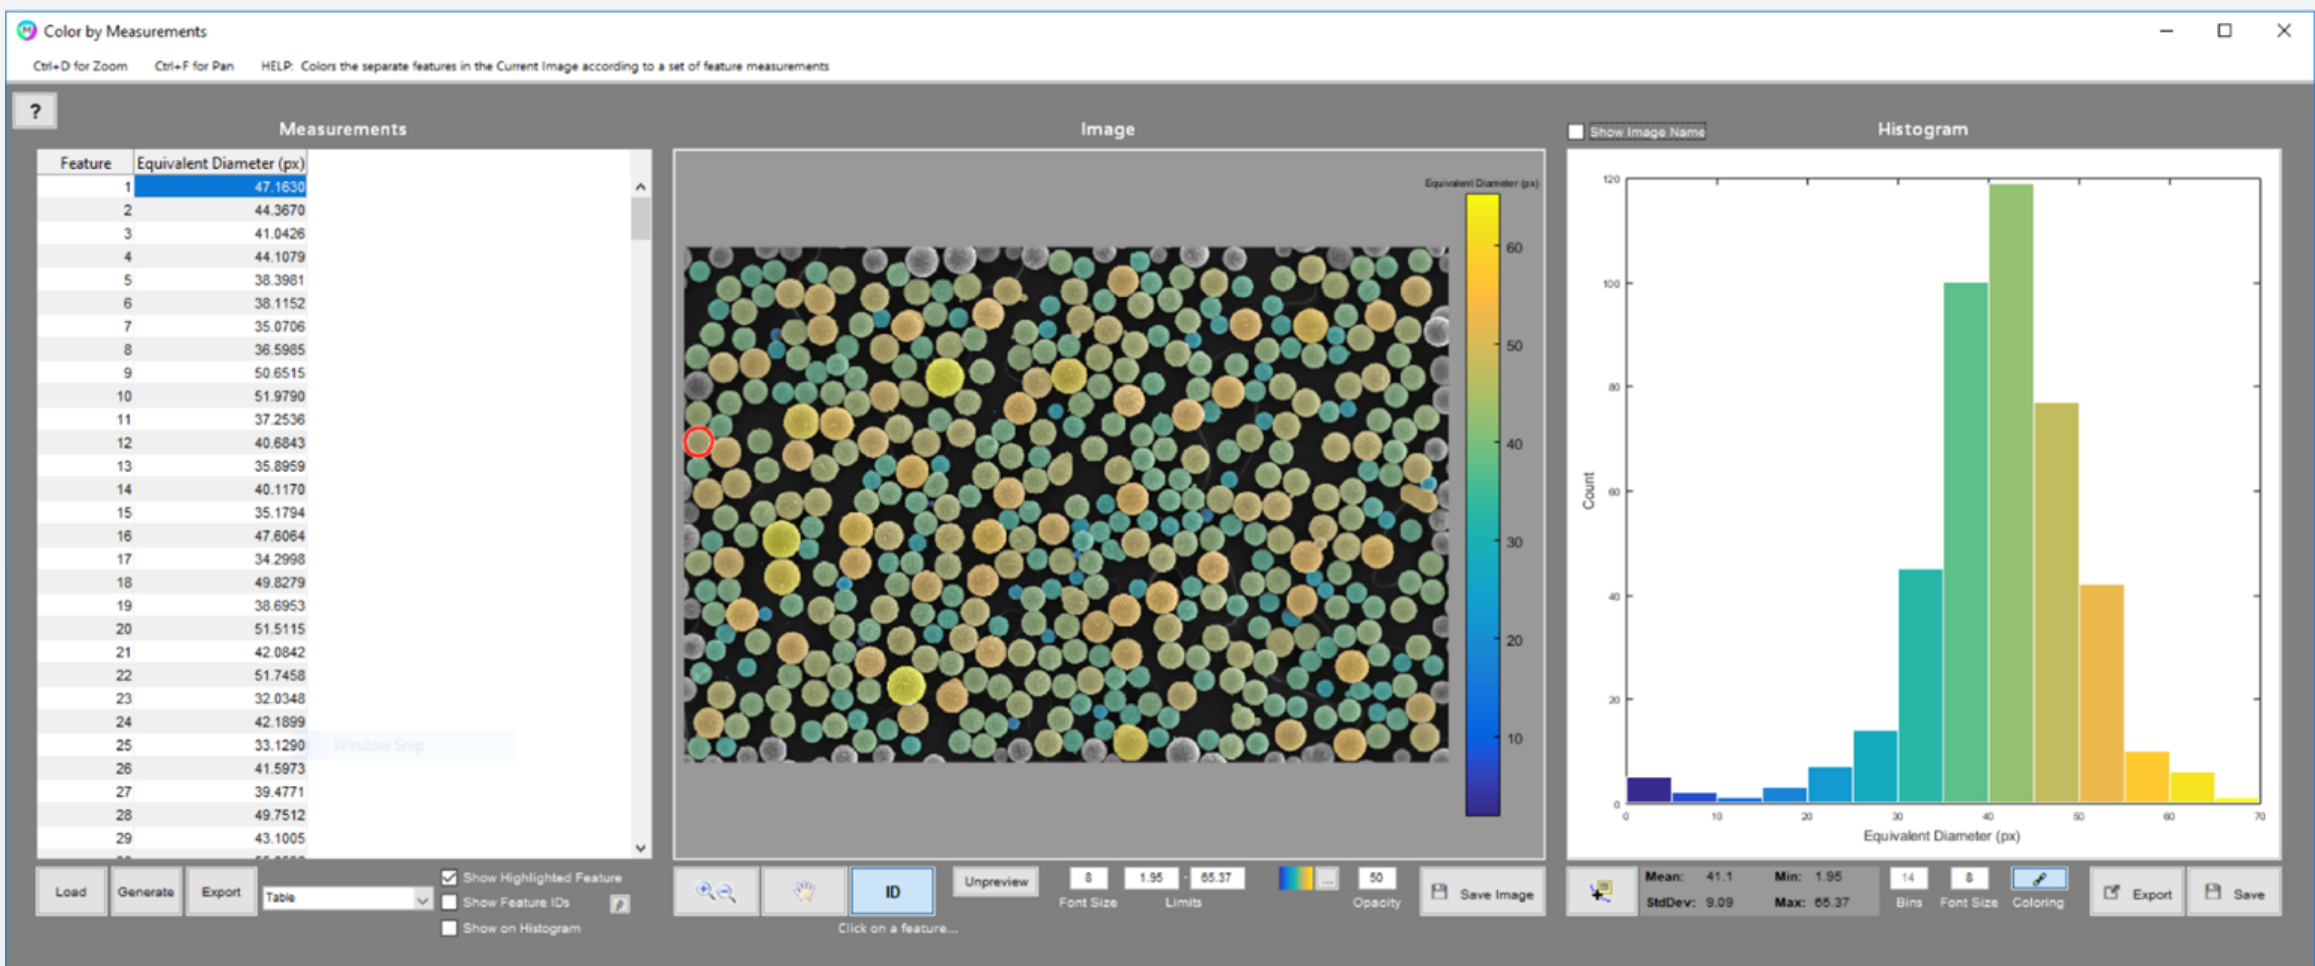 Color by Measurements
Ctrl+D for Zoom Ctrl+F for Pan HELP: Colors the separate features in the Current Image according to a set of feature measurements
?
Measurements
Feature Equivalent Diameter (px)
1 47.1630
2 44.3670
3 41.0426
4 44.1079
5 38.3981
6 38.1152
7 35.0706
8 36.5985
9 50.6515
10 51.9790
11 37.2536
12 40.6843
13 35.8959
14 40.1170
15 35.1794
16 47.6064
17 34.2998
18 49.8279
19 38.6953
20 51.5115
21 42.0842
22 51.7458
23 32.0348
24 42.1899
25 33.1290
Window Snip
26 41.5973
27 39.4771
28 49.7512
29 43.1005
Load Generate Export Table
Show Highlighted Feature
Show Feature IDs
Show on Histogram
Image
Equivalent Diameter (px)
60
50
40
30
20
10
ID
Click on a feature...
Unpreview
8
Font Size
1.95 - 65.37
Limits
...
50
Opacity
Save Image
Show Image Name
Histogram
120
100
80
60
40
20
0
Count
0 10 20 30 40 50 60 70
Equivalent Diameter (px)
Mean: 41.1 Min: 1.95
StdDev: 9.09 Max: 65.37
14
Bins
8
Font Size
Coloring
Export
Save